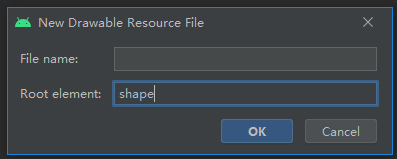 New Drawable Resource File
File name:
Root element: shape
OK Cancel